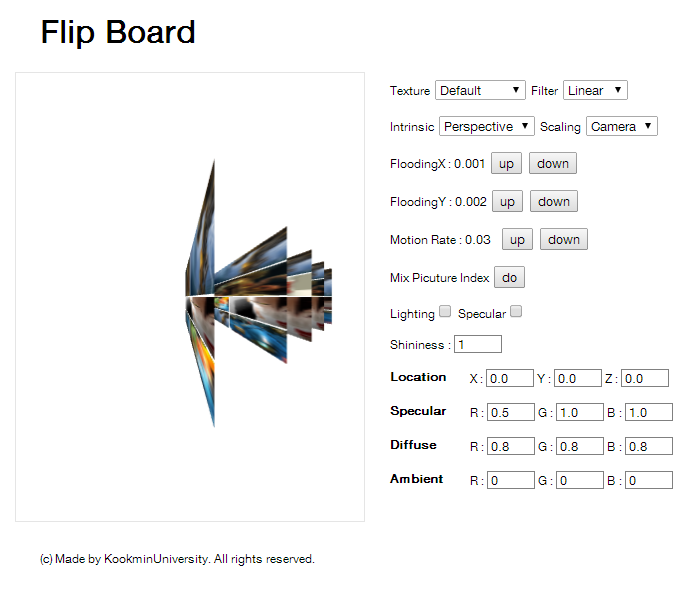 Flip Board
Texture Default Filter Linear
Intrinsic Perspective Scaling Camera
FloodingX : 0.001 up down
FloodingY : 0.002 up down
Motion Rate : 0.03 up down
Mix Picuture Index do
Lighting Specular
Shininess : 1
Location X : 0.0 Y : 0.0 Z : 0.0
Specular R : 0.5 G : 1.0 B : 1.0
Diffuse R : 0.8 G : 0.8 B : 0.8
Ambient R : 0 G : 0 B : 0
(c) Made by KookminUniversity. All rights reserved.